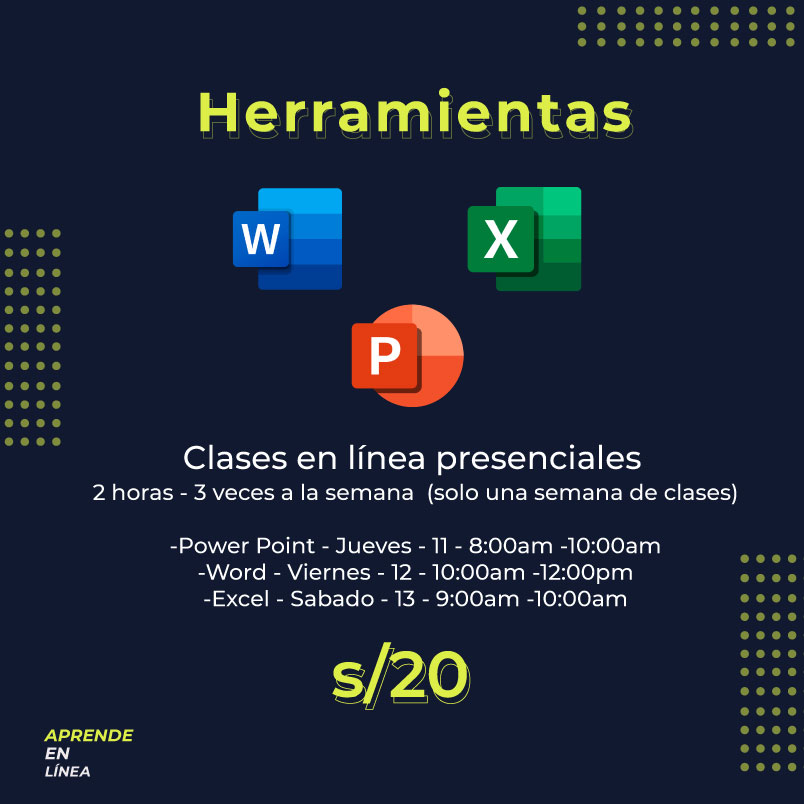 Herramientas
W
X
P
Clases en línea presenciales
2 horas - 3 veces a la semana (solo una semana de clases)
-Power Point - Jueves - 11 - 8:00am -10:00am
-Word - Viernes - 12 - 10:00am -12:00pm
-Excel - Sabado - 13 - 9:00am -10:00am
s/20
APRENDE
EN
LÍNEA